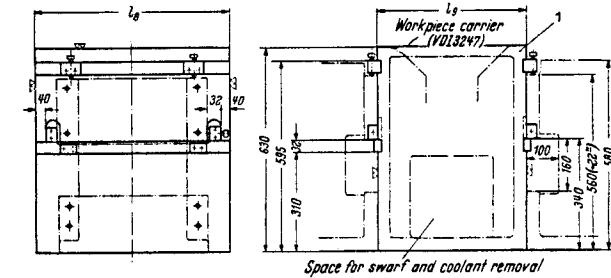 l8
l9
1
Workpiece carrier
(VDI3247)
40
32
40
630
595
32
310
100
160
340
560(≈22")
580
Space for swarf and coolant removal